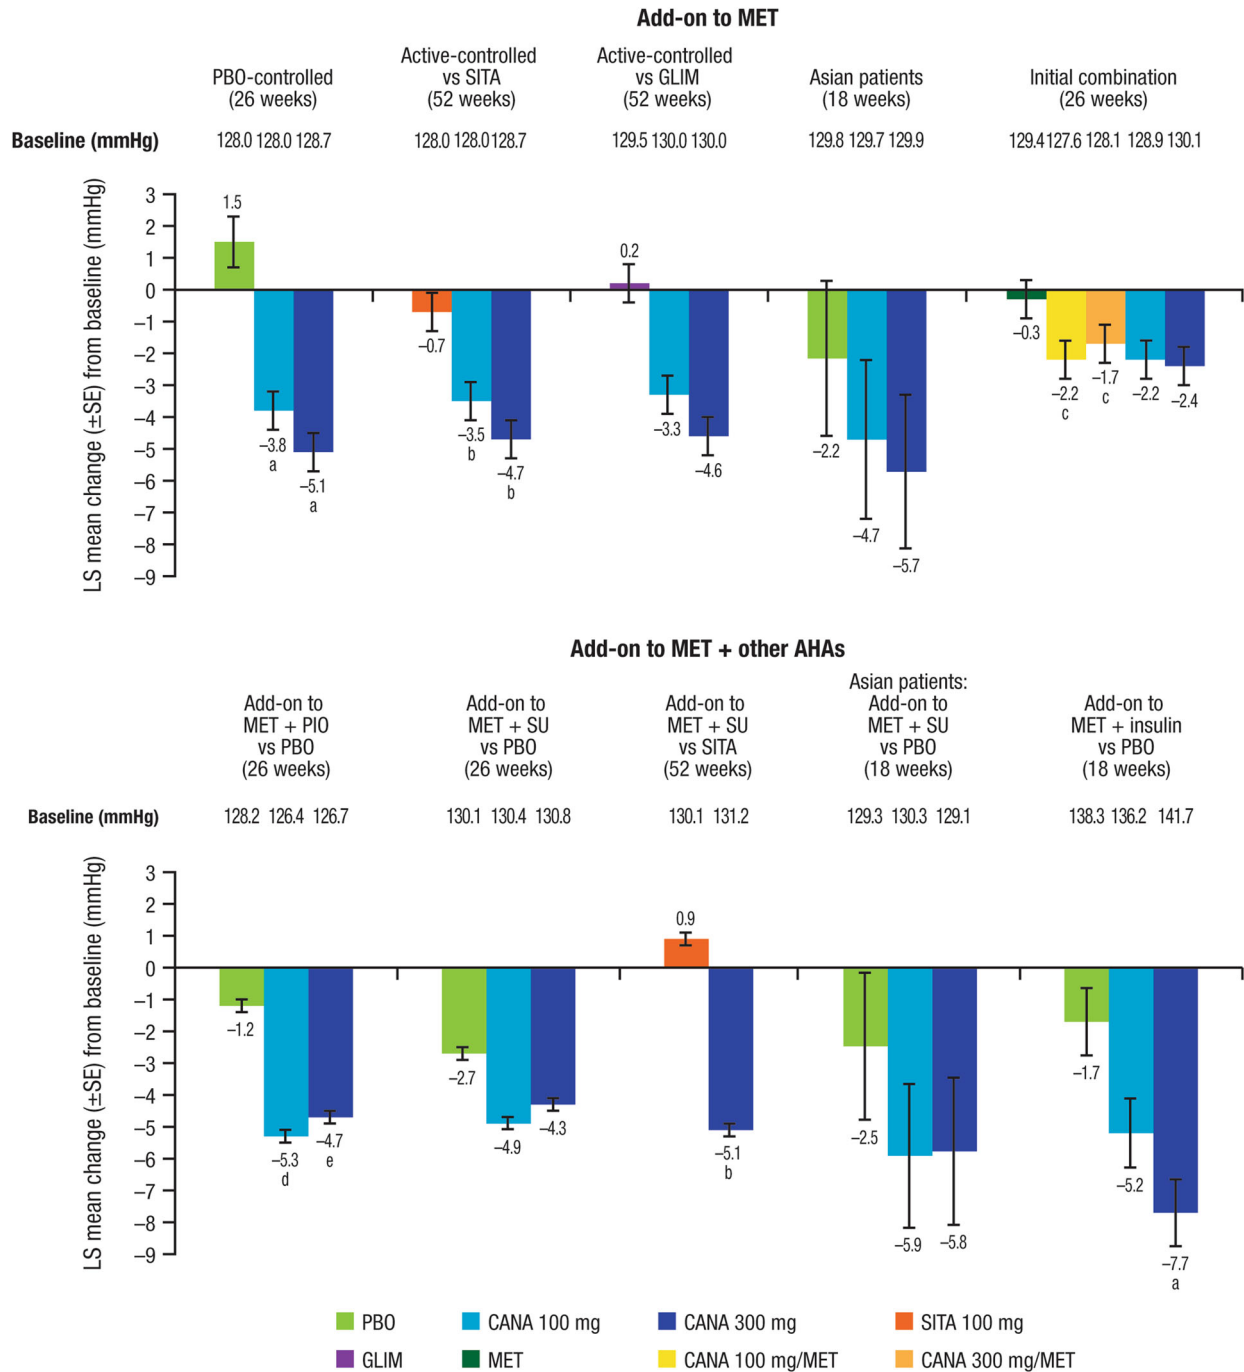 Add-on to MET
PBO-controlled
(26 weeks)
Active-controlled
vs SITA
(52 weeks)
Active-controlled
vs GLIM
(52 weeks)
Asian patients
(18 weeks)
Initial combination
(26 weeks)
Baseline (mmHg)
128.0 128.0 128.7
128.0 128.0 128.7
129.5 130.0 130.0
129.8 129.7 129.9
129.4 127.6 128.1 128.9 130.1
LS mean change (±SE) from baseline (mmHg)
3
2
1
0
−1
−2
−3
−4
−5
−6
−7
−8
−9
1.5
−3.8
a
−5.1
a
−0.7
−3.5
b
−4.7
b
0.2
−3.3
−4.6
−2.2
−4.7
−5.7
−0.3
−2.2
c
−1.7
c
−2.2
−2.4
Add-on to MET + other AHAs
Add-on to
MET + PIO
vs PBO
(26 weeks)
Add-on to
MET + SU
vs PBO
(26 weeks)
Add-on to
MET + SU
vs SITA
(52 weeks)
Asian patients:
Add-on to
MET + SU
vs PBO
(18 weeks)
Add-on to
MET + insulin
vs PBO
(18 weeks)
Baseline (mmHg)
128.2 126.4 126.7
130.1 130.4 130.8
130.1 131.2
129.3 130.3 129.1
138.3 136.2 141.7
LS mean change (±SE) from baseline (mmHg)
3
2
1
0
−1
−2
−3
−4
−5
−6
−7
−8
−9
−1.2
−5.3
d
−4.7
e
−2.7
−4.9
−4.3
0.9
−5.1
b
−2.5
−5.9
−5.8
−1.7
−5.2
−7.7
a
PBO
CANA 100 mg
CANA 300 mg
SITA 100 mg
GLIM
MET
CANA 100 mg/MET
CANA 300 mg/MET